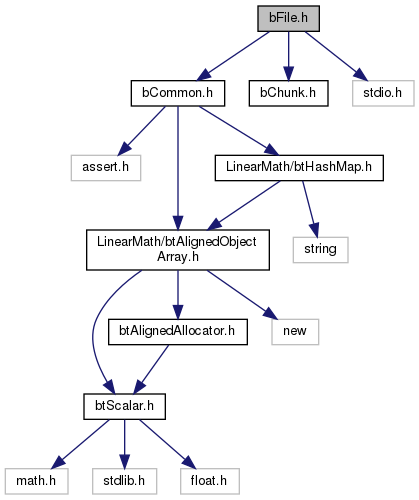 bFile.h
bCommon.h
bChunk.h
stdio.h
assert.h
LinearMath/btHashMap.h
LinearMath/btAlignedObject
Array.h
string
btAlignedAllocator.h
new
btScalar.h
math.h
stdlib.h
float.h